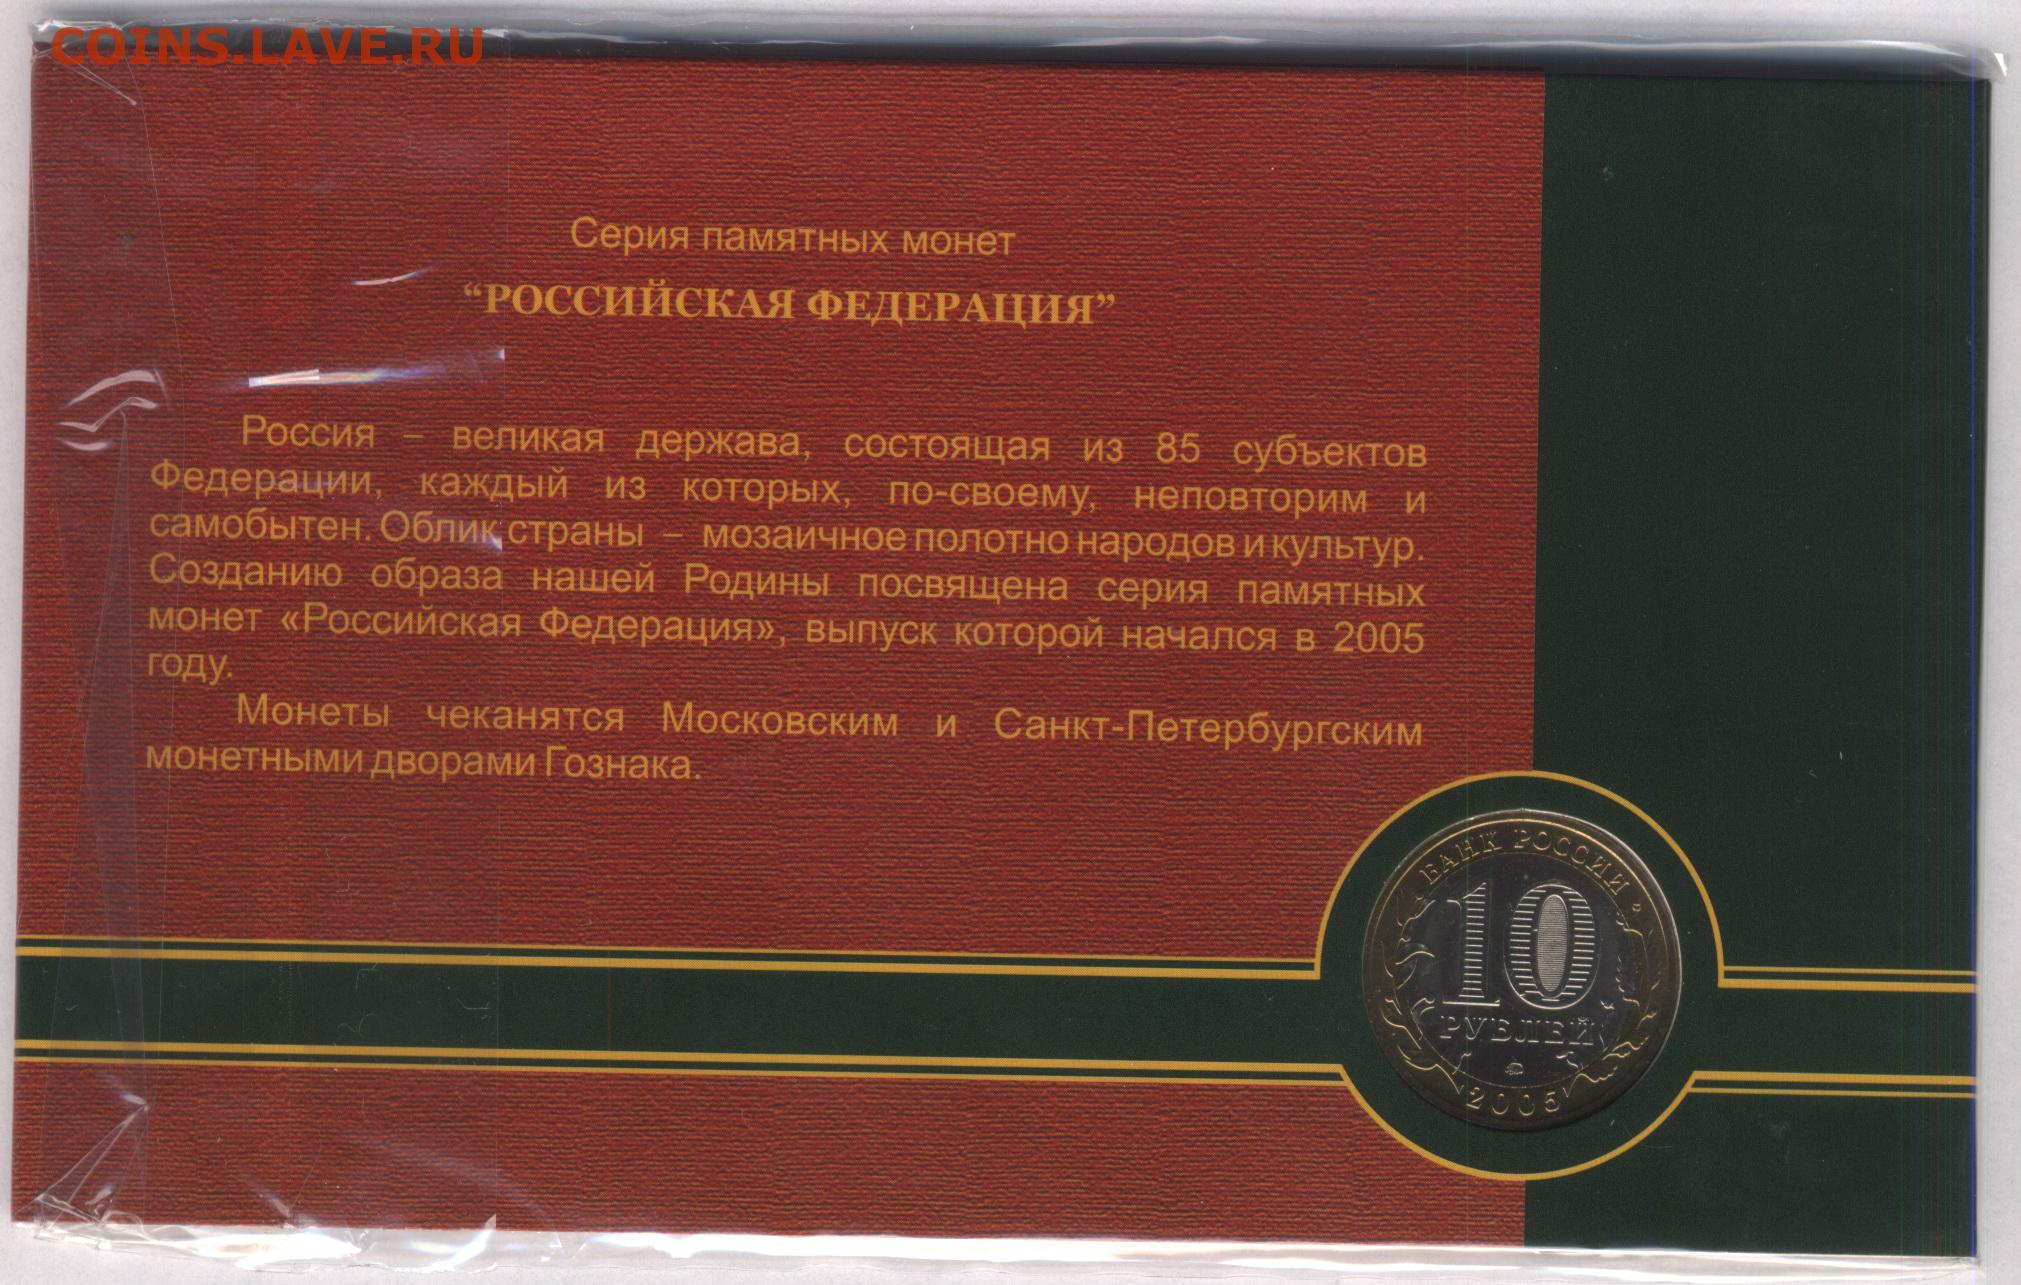 COINS.LAVE.RU
Серия памятных монет
“РОССИЙСКАЯ ФЕДЕРАЦИЯ”
Россия – великая держава, состоящая из 85 субъектов
Федерации, каждый из которых, по-своему, неповторим и
самобытен. Облик страны – мозаичное полотно народов и культур.
Созданию образа нашей Родины посвящена серия памятных
монет «Российская Федерация», выпуск которой начался в 2005
году.
Монеты чеканятся Московским и Санкт-Петербургским
монетными дворами Гознака.
БАНК РОССИИ
10
РУБЛЕЙ
2005